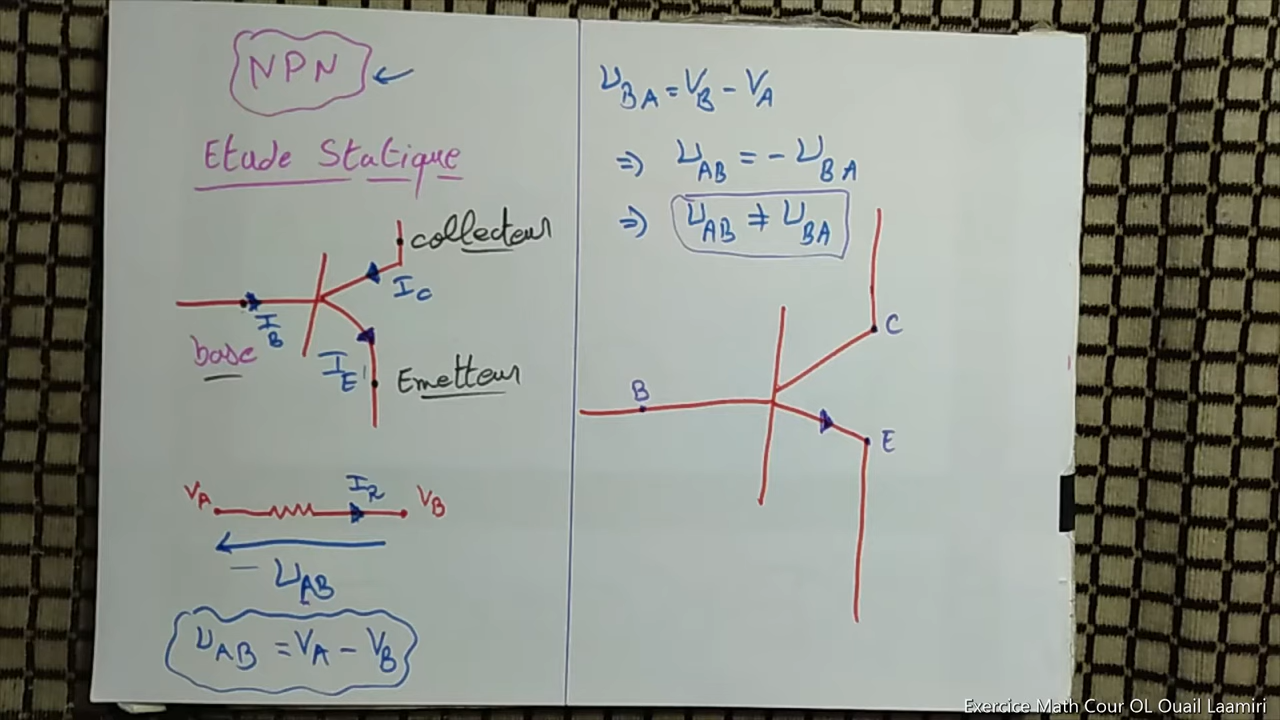 NPN
Etude Statique
collecteur
I_C
I_B
base
I_E
Emetteur
V_A
I_R
V_B
U_AB
U_AB = V_A - V_B
U_BA = V_B - V_A
⇒ U_AB = - U_BA
⇒ U_AB ≠ U_BA
C
B
E
Exercice Math Cour OL Ouail Laamiri